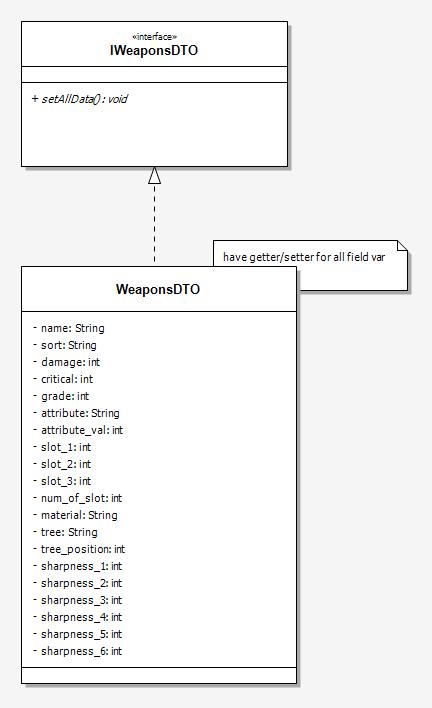 «interface»
IWeaponsDTO
+ setAllData() : void
have getter/setter for all field var
WeaponsDTO
- name: String
- sort: String
- damage: int
- critical: int
- grade: int
- attribute: String
- attribute_val: int
- slot_1: int
- slot_2: int
- slot_3: int
- num_of_slot: int
- material: String
- tree: String
- tree_position: int
- sharpness_1: int
- sharpness_2: int
- sharpness_3: int
- sharpness_4: int
- sharpness_5: int
- sharpness_6: int